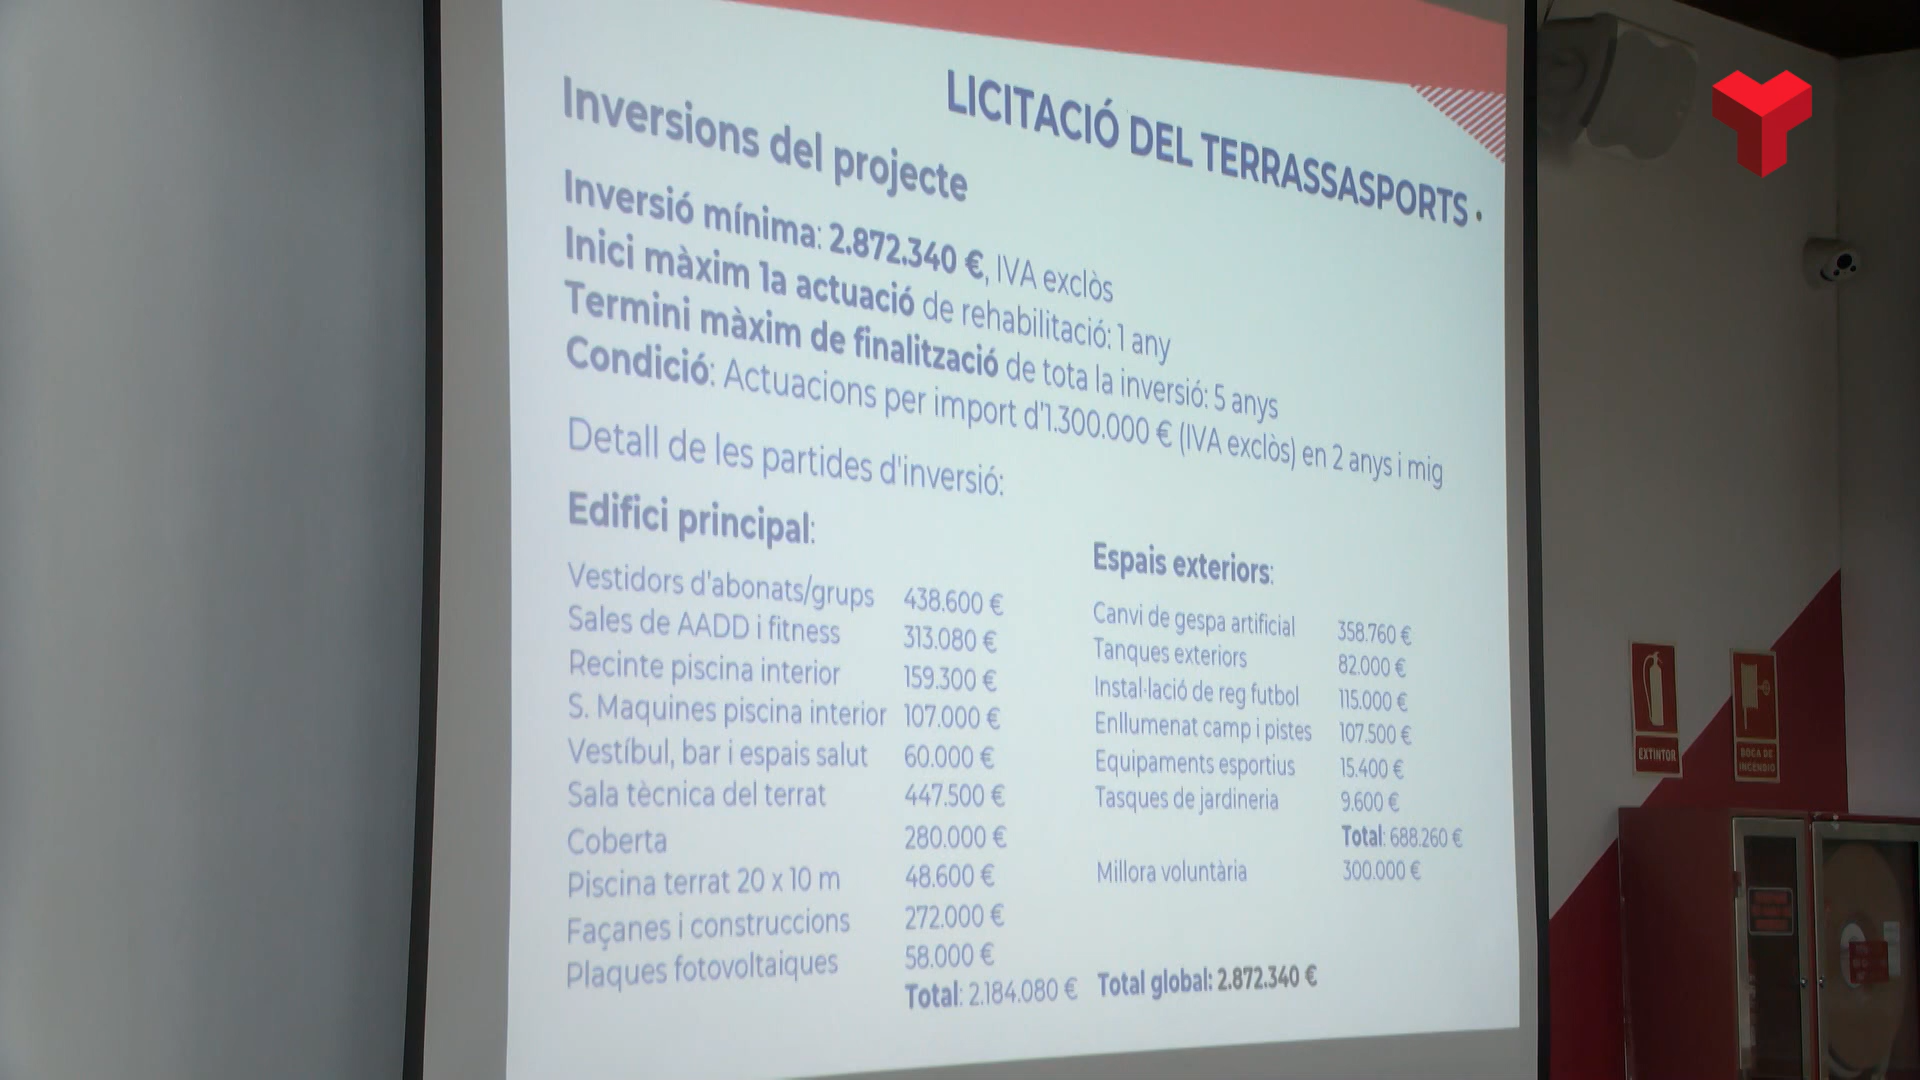 LICITACIÓ DEL TERRASSASPORTS ·
Inversions del projecte
Inversió mínima: 2.872.340 €, IVA exclòs
Inici màxim 1a actuació de rehabilitació: 1 any
Termini màxim de finalització de tota la inversió: 5 anys
Condició: Actuacions per import d'1.300.000 € (IVA exclòs) en 2 anys i mig
Detall de les partides d'inversió:
Edifici principal:
Vestidors d'abonats/grups 438.600 €
Sales de AADD i fitness 313.080 €
Recinte piscina interior 159.300 €
S. Maquines piscina interior 107.000 €
Vestíbul, bar i espais salut 60.000 €
Sala tècnica del terrat 447.500 €
Coberta 280.000 €
Piscina terrat 20 x 10 m 48.600 €
Façanes i construccions 272.000 €
Plaques fotovoltaiques 58.000 €
Total: 2.184.080 €
Espais exteriors:
Canvi de gespa artificial 358.760 €
Tanques exteriors 82.000 €
Instal·lació de reg futbol 115.000 €
Enllumenat camp i pistes 107.500 €
Equipaments esportius 15.400 €
Tasques de jardineria 9.600 €
Total: 688.260 €
Millora voluntària 300.000 €
Total global: 2.872.340 €
EXTINTOR
BOCA DE
INCENDIO